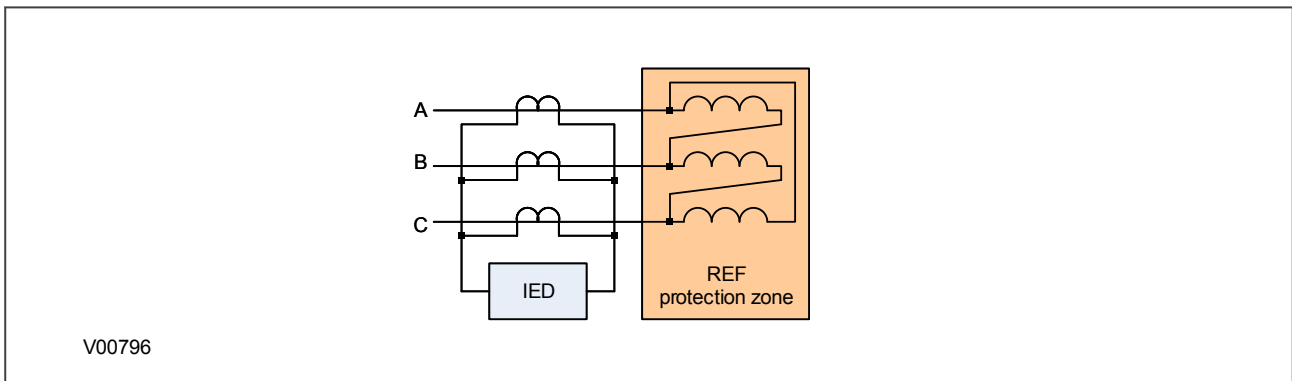 A
B
C
IED
REF
protection zone
V00796